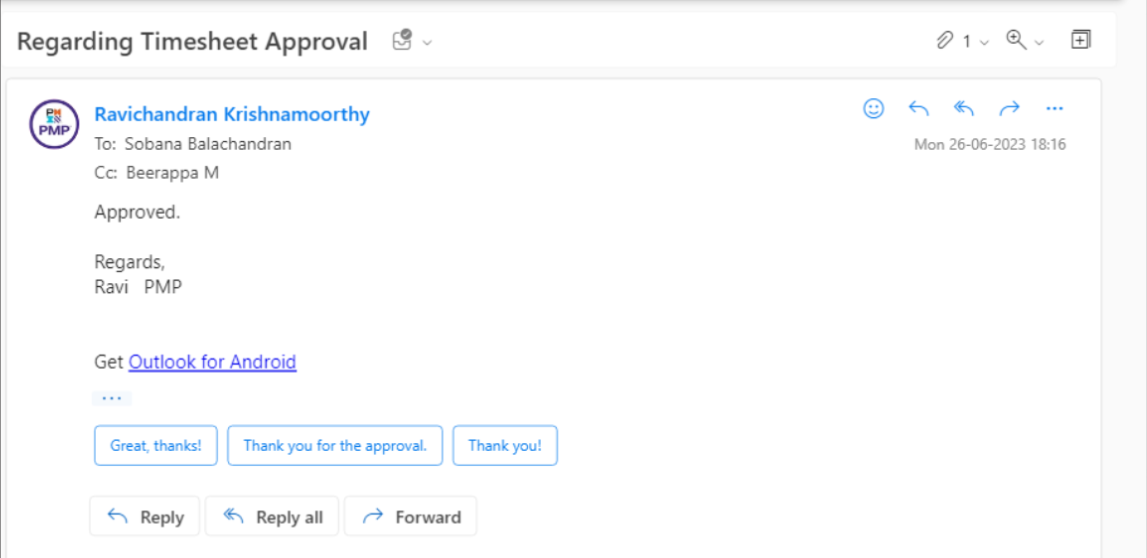 Regarding Timesheet Approval
1
PMP
Ravichandran Krishnamoorthy
To: Sobana Balachandran
Mon 26-06-2023 18:16
Cc: Beerappa M
Approved.
Regards,
Ravi PMP
Get Outlook for Android
...
Great, thanks!
Thank you for the approval.
Thank you!
Reply
Reply all
Forward